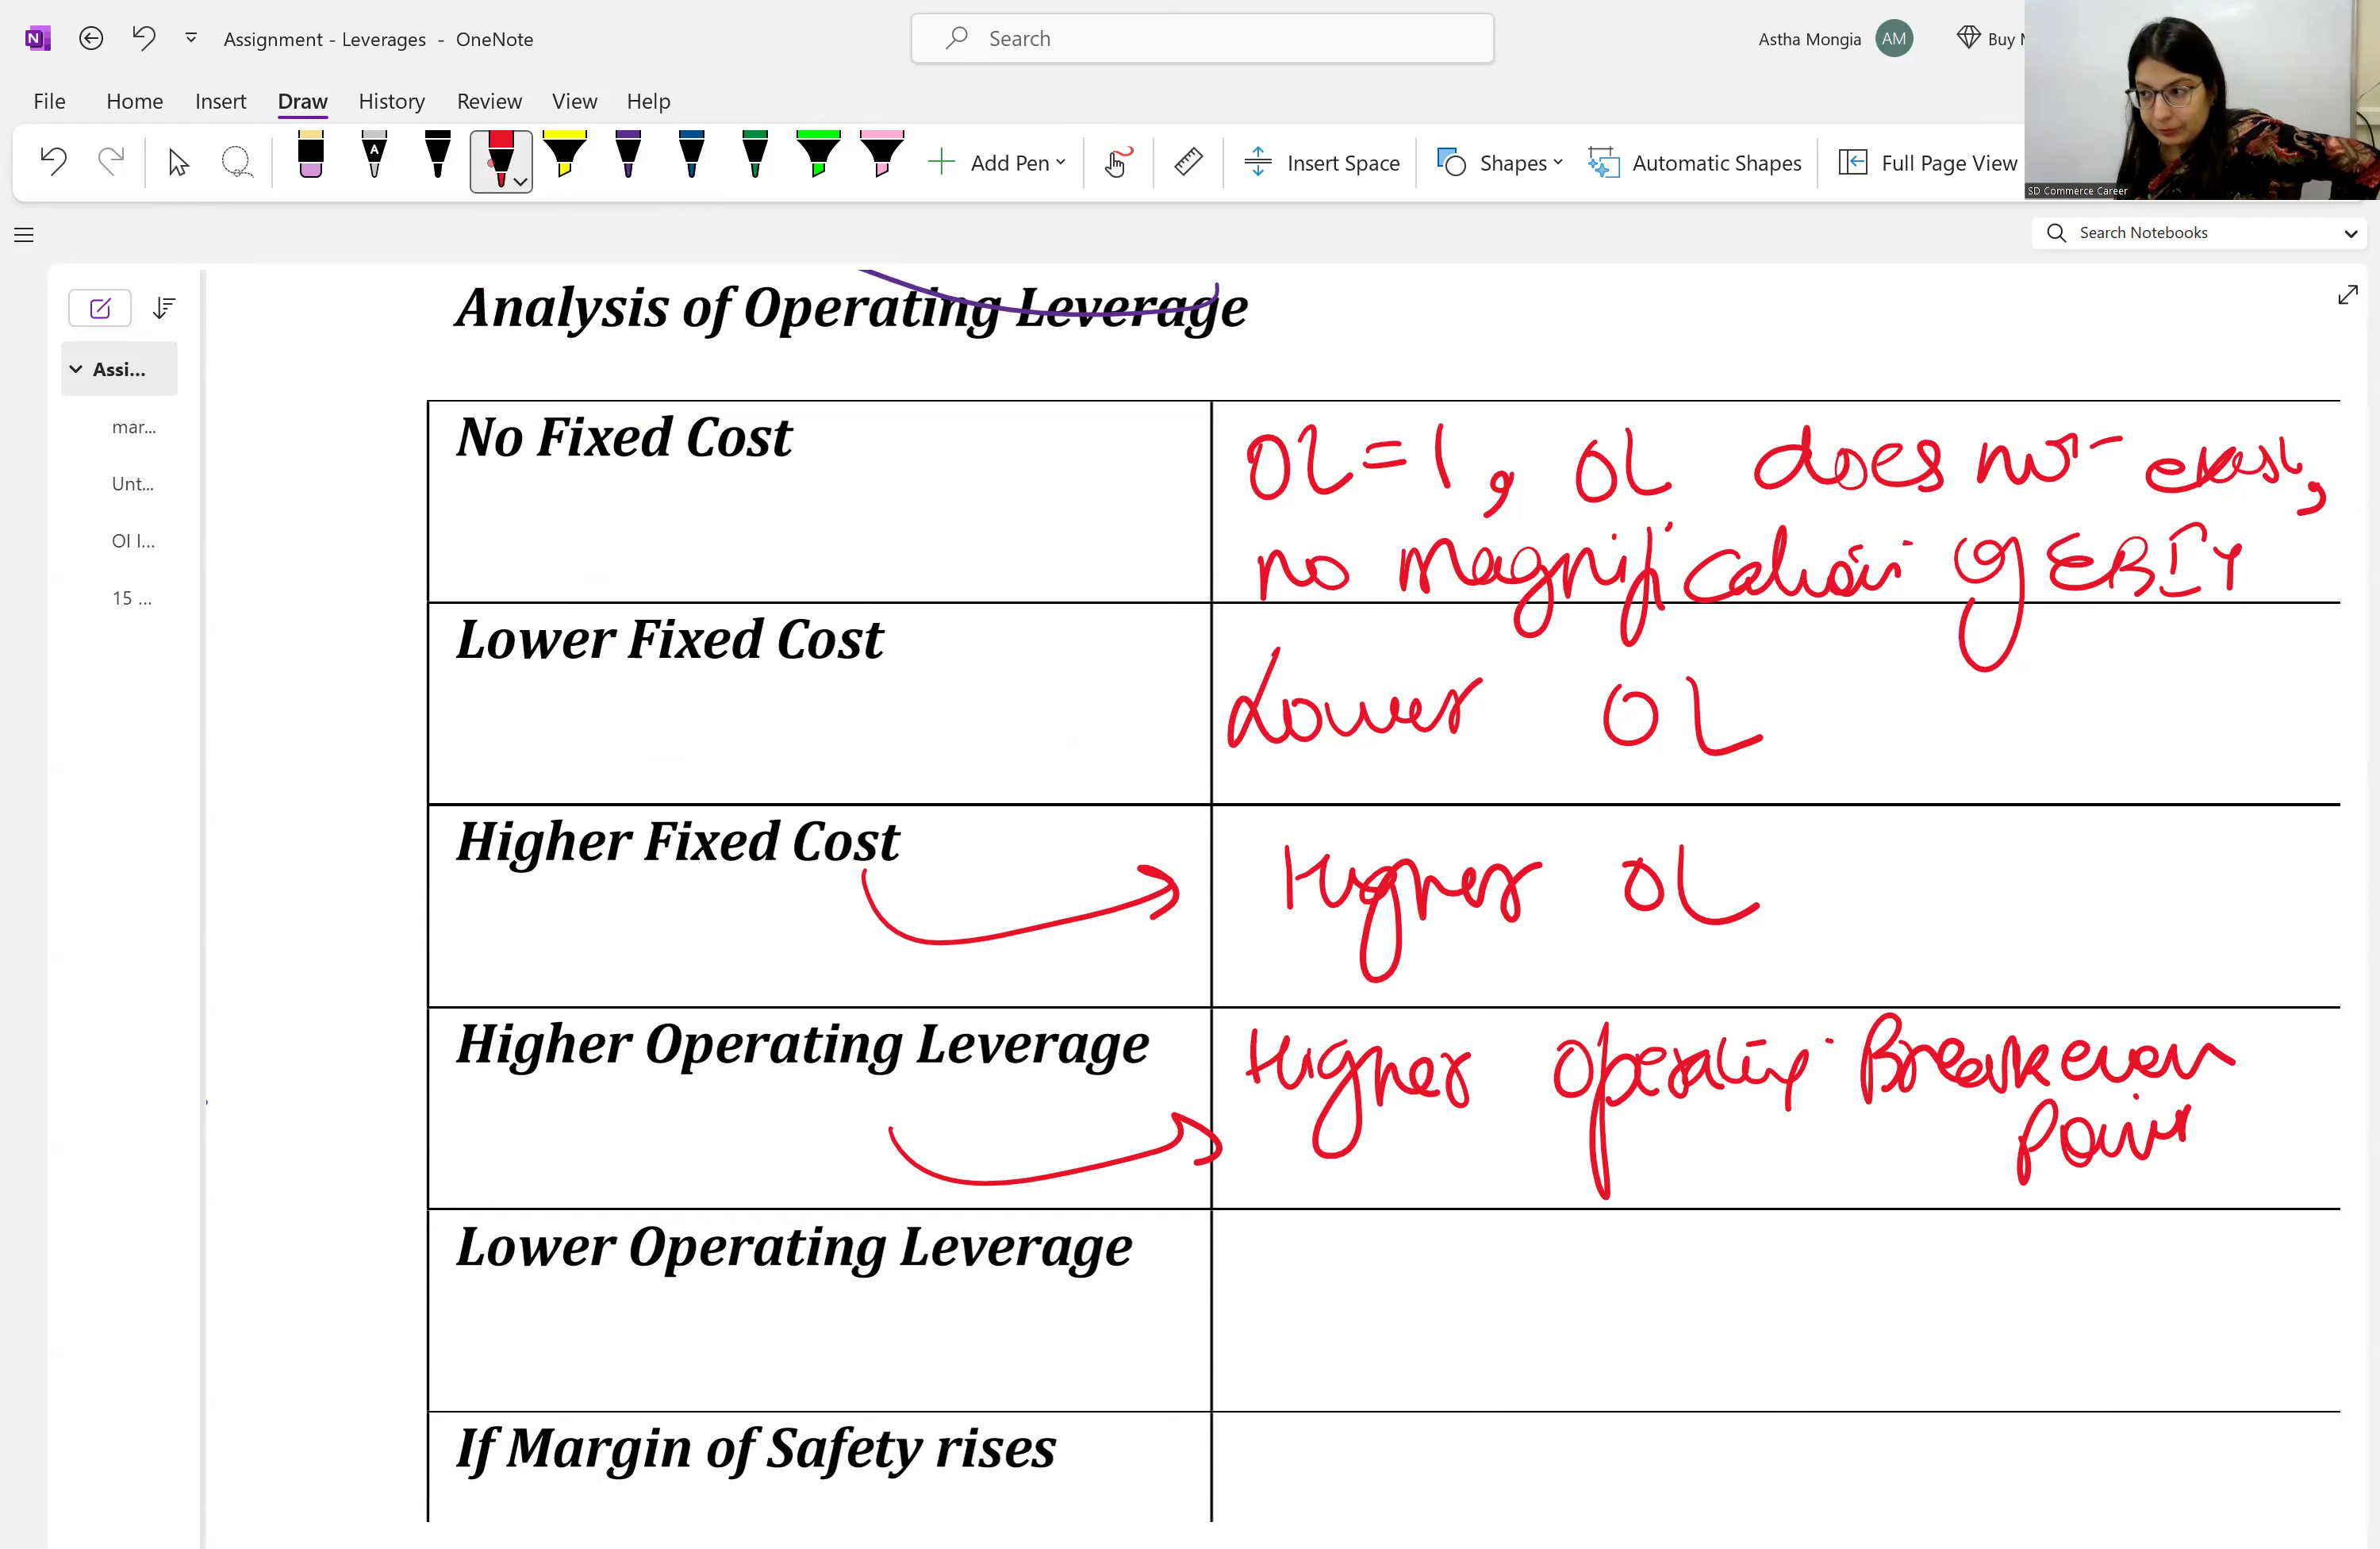 Assignment - Leverages - OneNote
Search
Astha Mongia AM Buy
File Home Insert Draw History Review View Help
Add Pen Insert Space Shapes Automatic Shapes Full Page View
SD Commerce Career
Search Notebooks
Analysis of Operating Leverage
Assi...
mar...
Unt...
OI I...
15 ...
No Fixed Cost
OL = 1, OL does not exist,
no magnification of EBIT
Lower Fixed Cost
Lower OL
Higher Fixed Cost
Higher OL
Higher Operating Leverage
Higher Operating Breakeven
Point
Lower Operating Leverage
If Margin of Safety rises